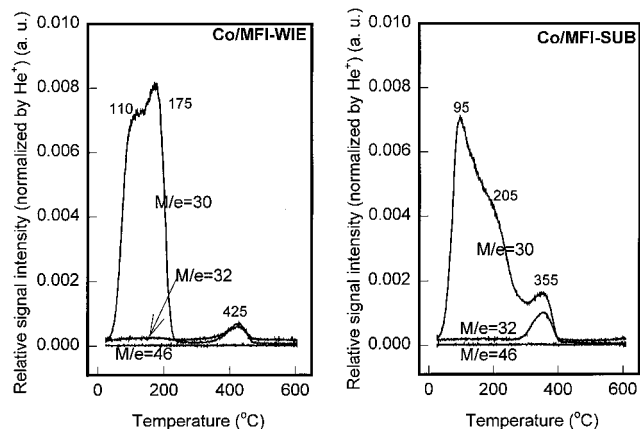 Relative signal intensity (normalized by He⁺) (a. u.)
0.010
0.008
0.006
0.004
0.002
0.000
Co/MFI-WIE
110
175
M/e=30
M/e=32
425
M/e=46
0
200
400
600
Temperature (°C)
Relative signal intensity (normalized by He⁺) (a. u.)
0.010
0.008
0.006
0.004
0.002
0.000
Co/MFI-SUB
95
205
M/e=30
355
M/e=32
M/e=46
0
200
400
600
Temperature (°C)